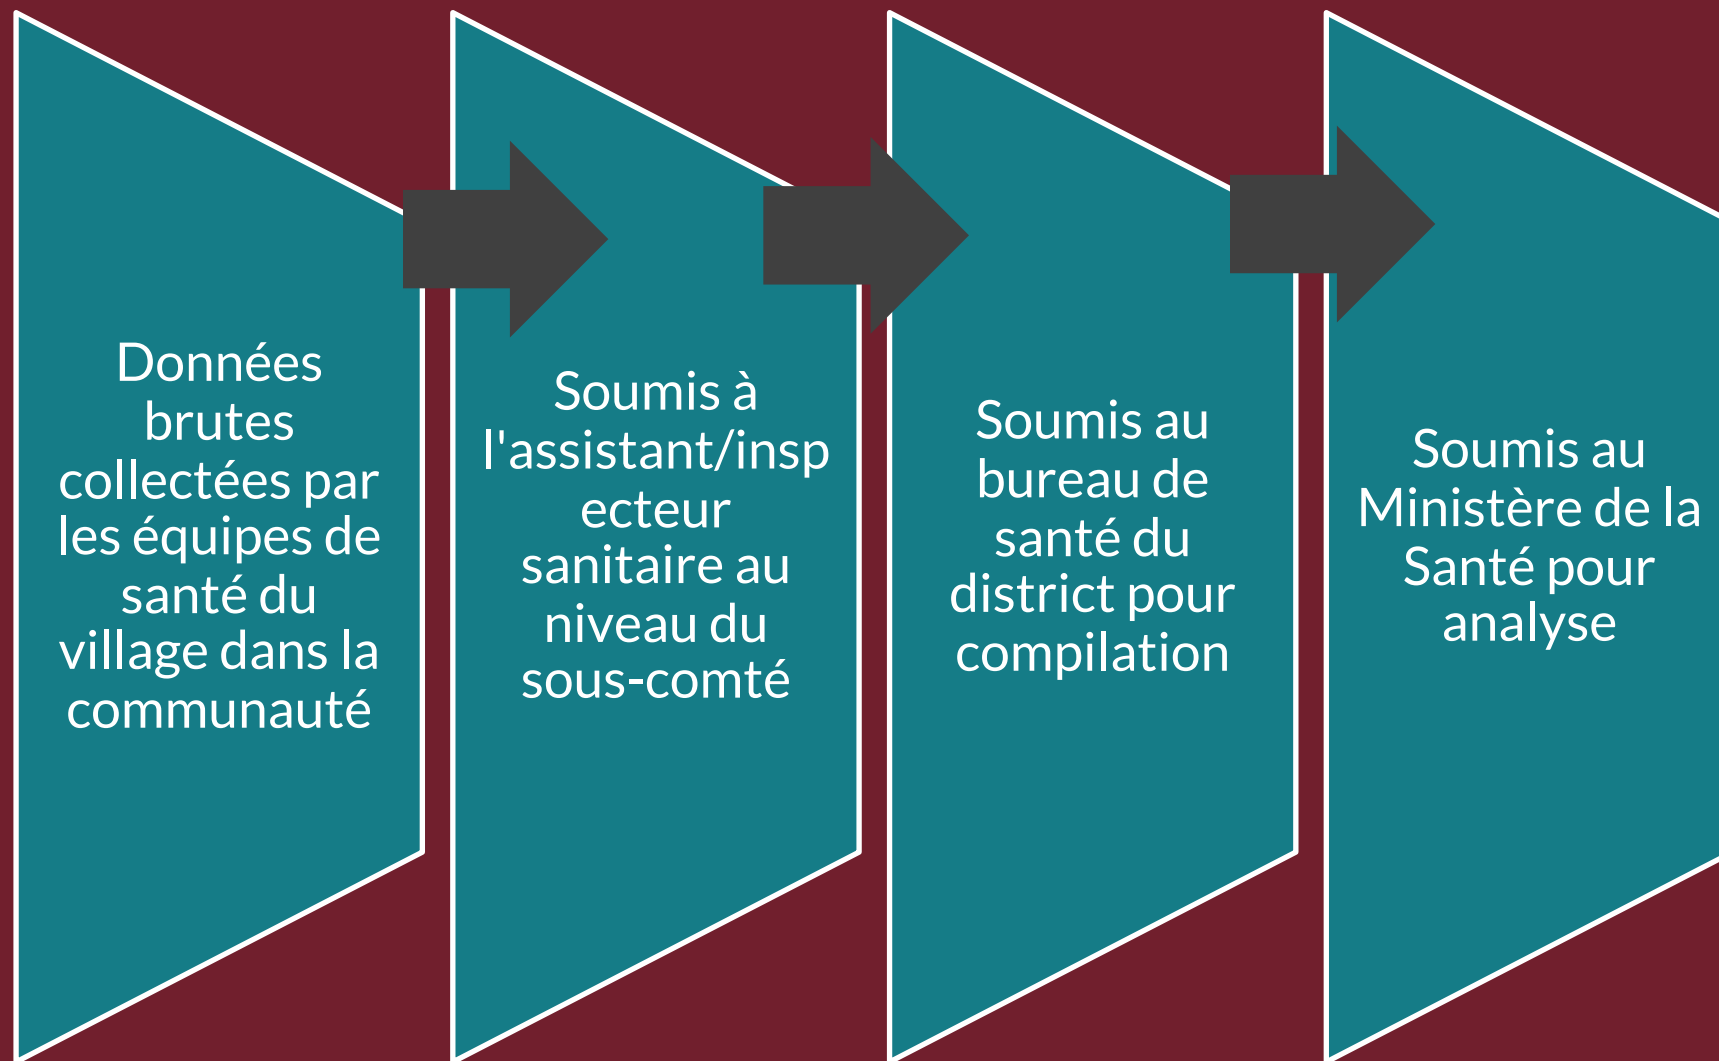 Données
brutes
collectées par
les équipes de
santé du
village dans la
communauté
Soumis à
l'assistant/insp
ecteur
sanitaire au
niveau du
sous-comté
Soumis au
bureau de
santé du
district pour
compilation
Soumis au
Ministère de la
Santé pour
analyse